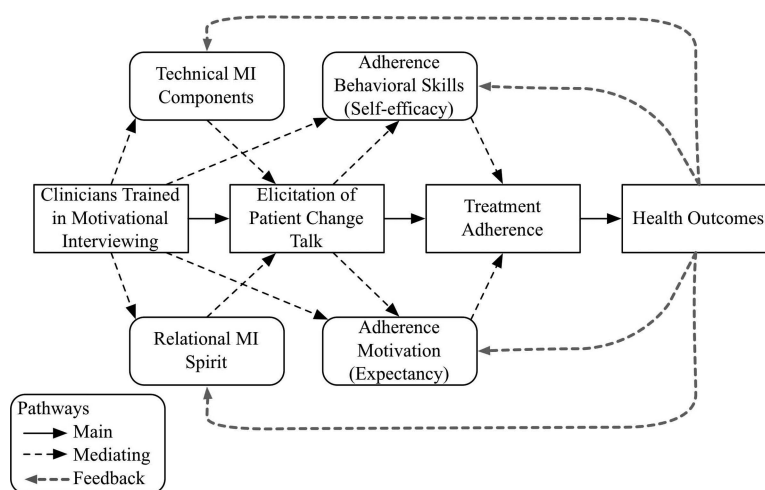 Technical MI
Components
Adherence
Behavioral Skills
(Self-efficacy)
Clinicians Trained
in Motivational
Interviewing
Elicitation of
Patient Change
Talk
Treatment
Adherence
Health Outcomes
Relational MI
Spirit
Adherence
Motivation
(Expectancy)
Pathways
Main
Mediating
Feedback